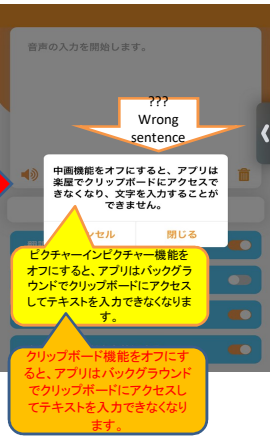 音声の入力を開始します。
???
Wrong
sentence
中画機能をオフにすると、アプリは
楽屋でクリップボードにアクセスで
きなくなり、文字を入力することが
できません。
ンセル
閉じる
ピクチャーインピクチャー機能を
オフにすると、アプリはバックグラ
ウンドでクリップボードにアクセス
してテキストを入力できなくなりま
す。
クリップボード機能をオフにす
ると、アプリはバックグラウンド
でクリップボードにアクセスし
てテキストを入力できなくなり
ます。